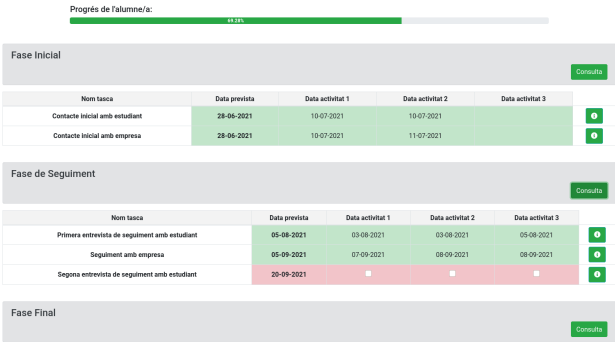 Progrés de l'alumne/a:
69.28%
Fase Inicial
Consulta
Nom tasca Data prevista Data activitat 1 Data activitat 2 Data activitat 3
Contacte inicial amb estudiant 28-06-2021 10-07-2021 10-07-2021
Contacte inicial amb empresa 28-06-2021 10-07-2021 11-07-2021
Fase de Seguiment
Consulta
Nom tasca Data prevista Data activitat 1 Data activitat 2 Data activitat 3
Primera entrevista de seguiment amb estudiant 05-08-2021 03-08-2021 03-08-2021 05-08-2021
Seguiment amb empresa 05-09-2021 07-09-2021 08-09-2021 08-09-2021
Segona entrevista de seguiment amb estudiant 20-09-2021
Fase Final
Consulta